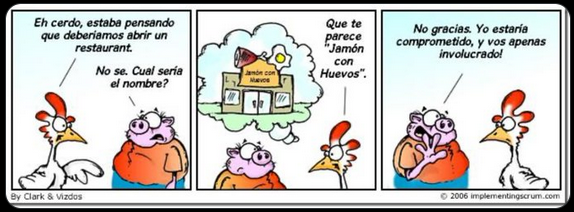 Eh cerdo, estaba pensando
que deberiamos abrir un
restaurant.
No se. Cual sería
el nombre?
Jamón con
Huevos
Que te
parece
"Jamón
con
Huevos".
No gracias. Yo estaría
comprometido, y vos apenas
involucrado!
By Clark & Vizdos
© 2006 implementingscrum.com